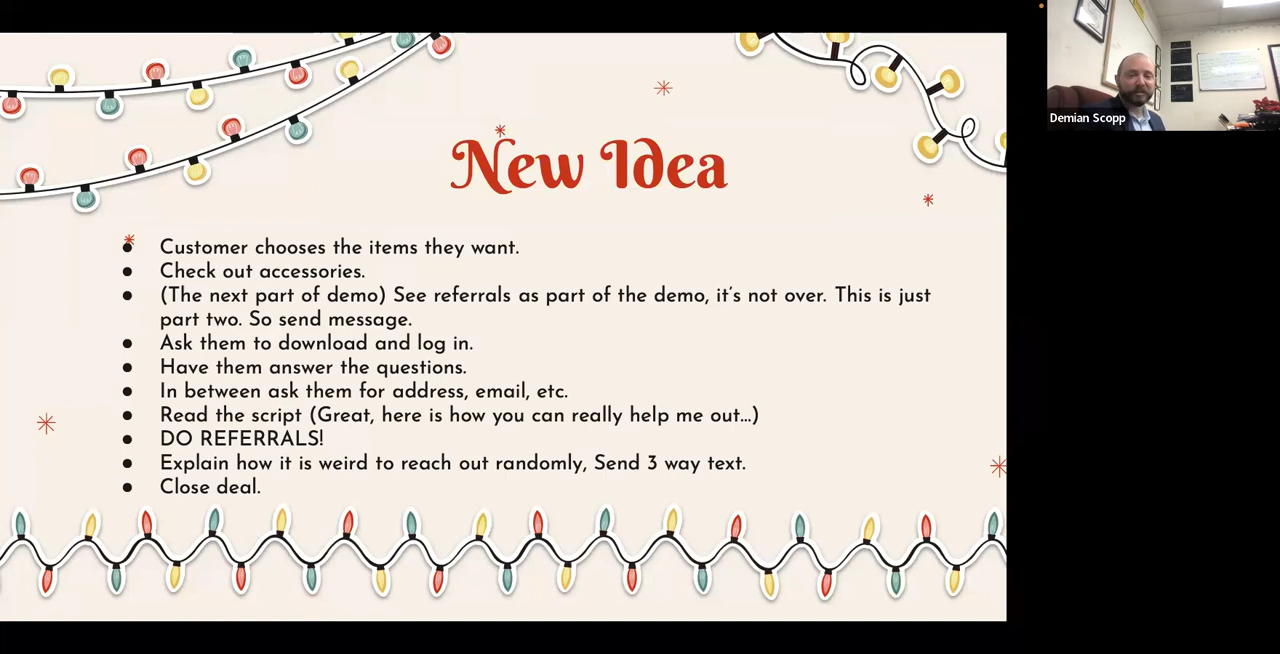 Demian Scopp
New Idea
● Customer chooses the items they want.
● Check out accessories.
● (The next part of demo) See referrals as part of the demo, it's not over. This is just
part two. So send message.
● Ask them to download and log in.
● Have them answer the questions.
● In between ask them for address, email, etc.
● Read the script (Great, here is how you can really help me out...)
● DO REFERRALS!
● Explain how it is weird to reach out randomly, Send 3 way text.
● Close deal.